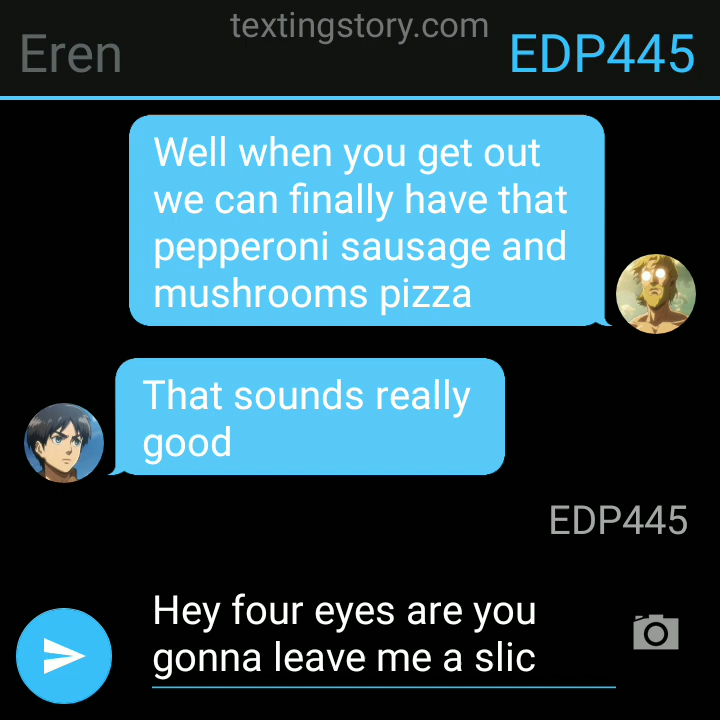 textingstory.com
Eren
EDP445
Well when you get out
we can finally have that
pepperoni sausage and
mushrooms pizza
That sounds really
good
EDP445
Hey four eyes are you
gonna leave me a slic